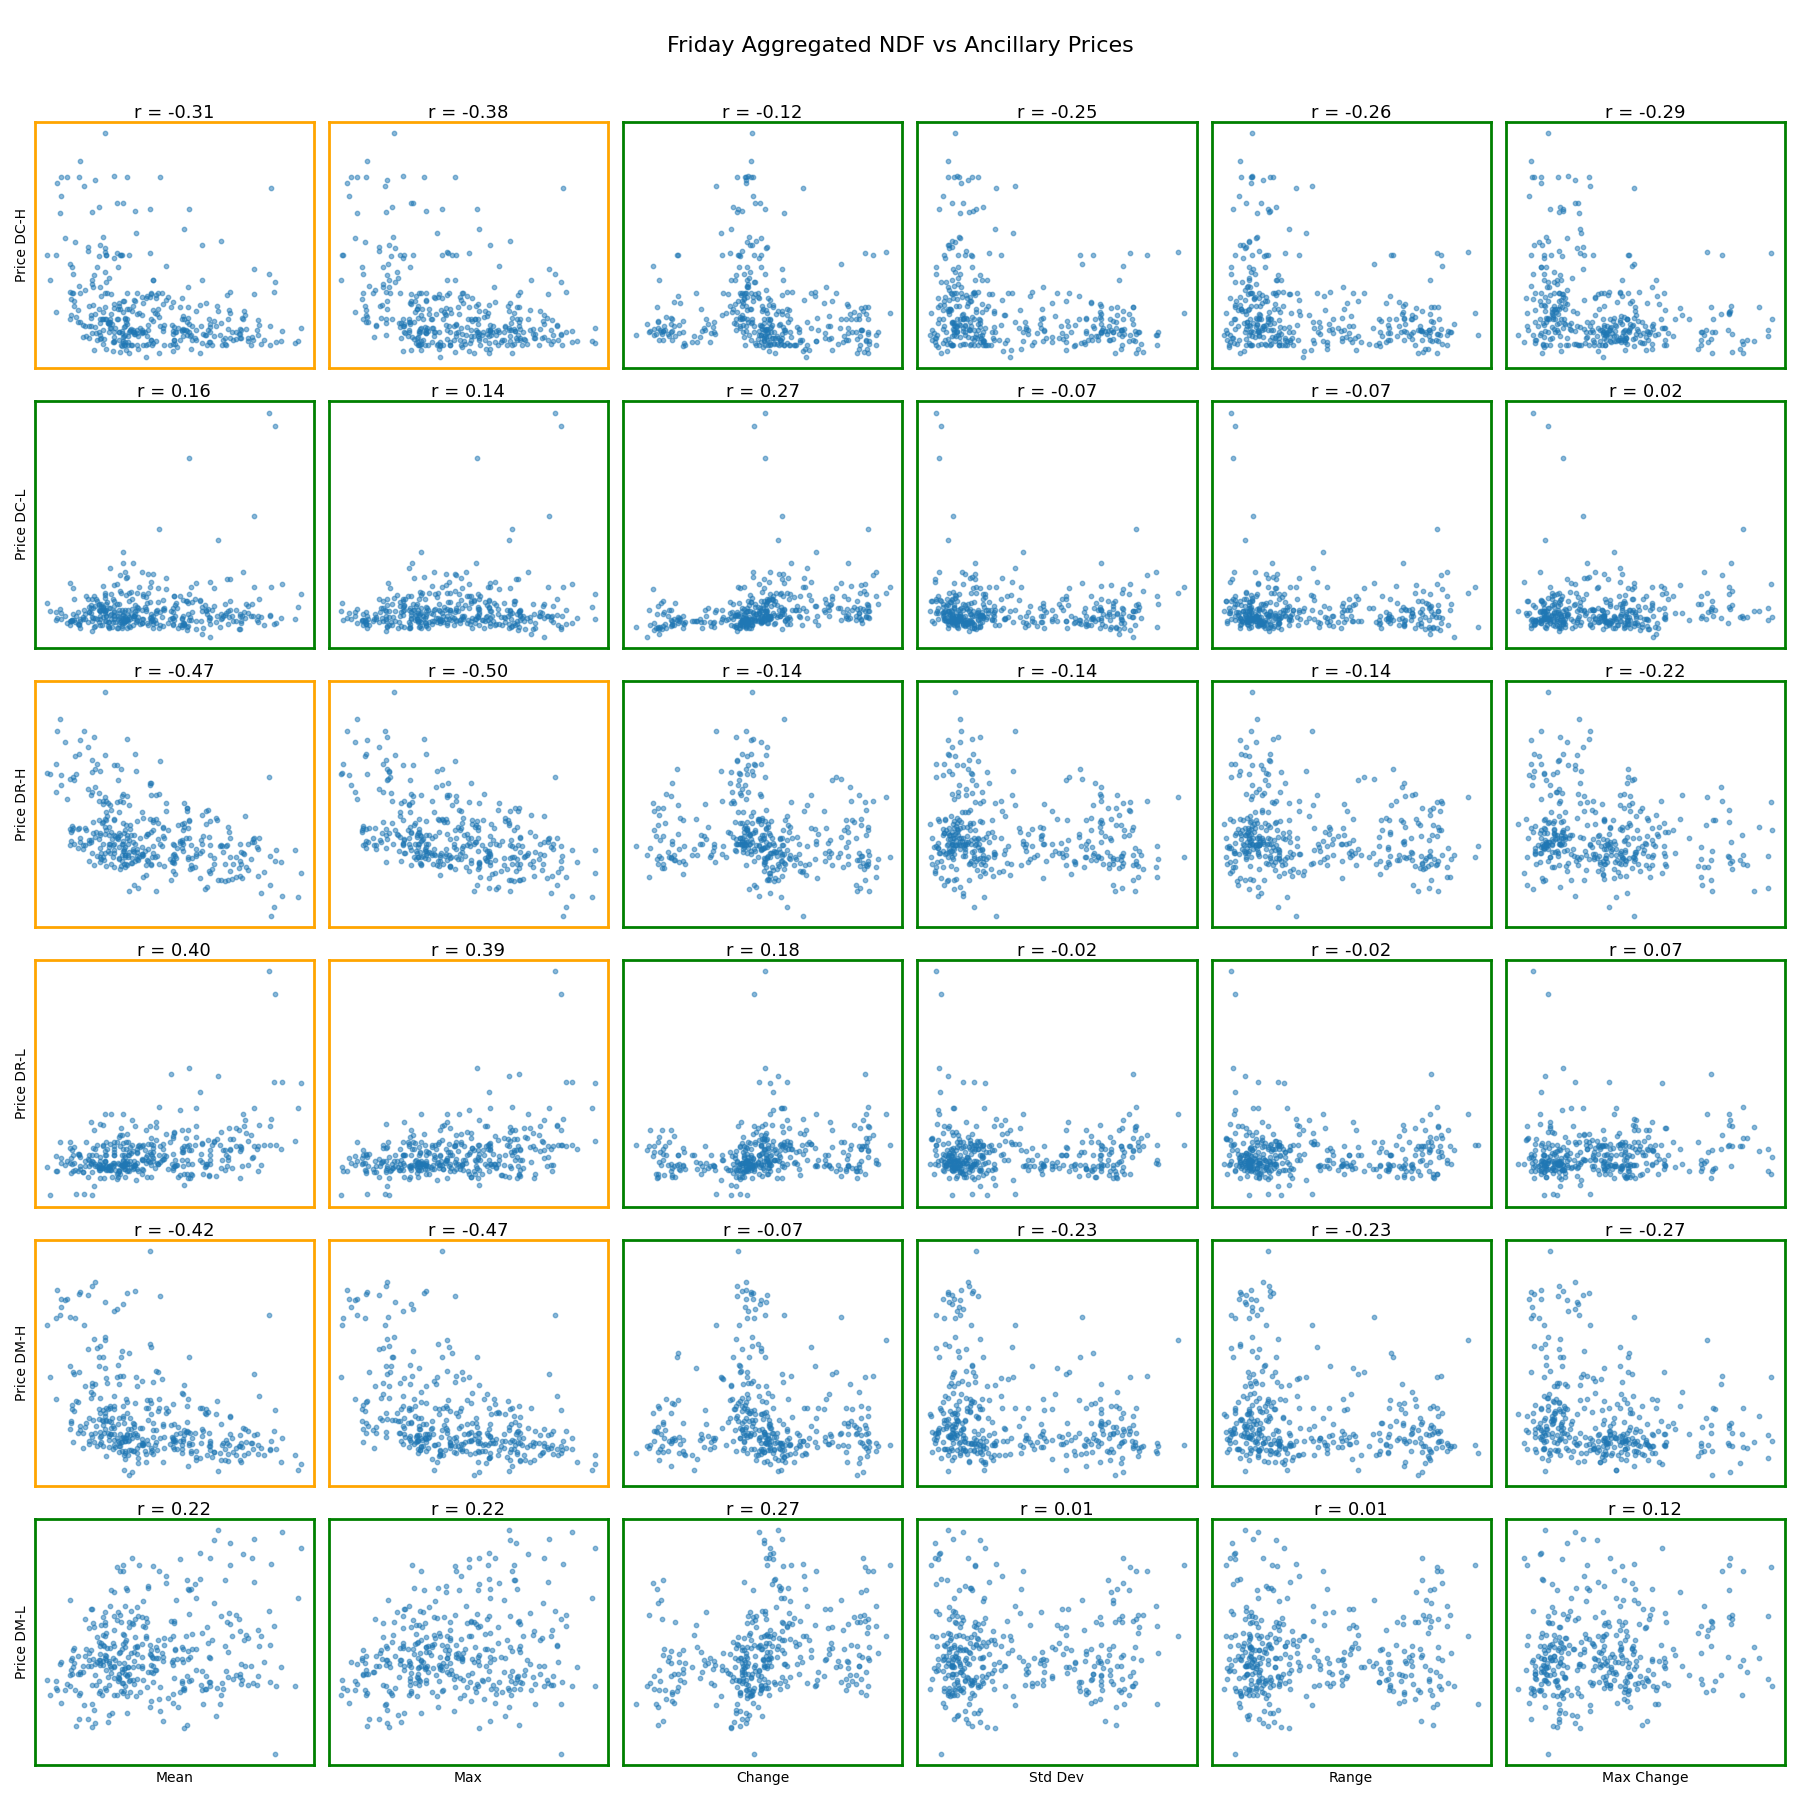 Friday Aggregated NDF vs Ancillary Prices
r = -0.31
r = -0.38
r = -0.12
r = -0.25
r = -0.26
r = -0.29
Price DC-H
r = 0.16
r = 0.14
r = 0.27
r = -0.07
r = -0.07
r = 0.02
Price DC-L
r = -0.47
r = -0.50
r = -0.14
r = -0.14
r = -0.14
r = -0.22
Price DR-H
r = 0.40
r = 0.39
r = 0.18
r = -0.02
r = -0.02
r = 0.07
Price DR-L
r = -0.42
r = -0.47
r = -0.07
r = -0.23
r = -0.23
r = -0.27
Price DM-H
r = 0.22
r = 0.22
r = 0.27
r = 0.01
r = 0.01
r = 0.12
Price DM-L
Mean
Max
Change
Std Dev
Range
Max Change